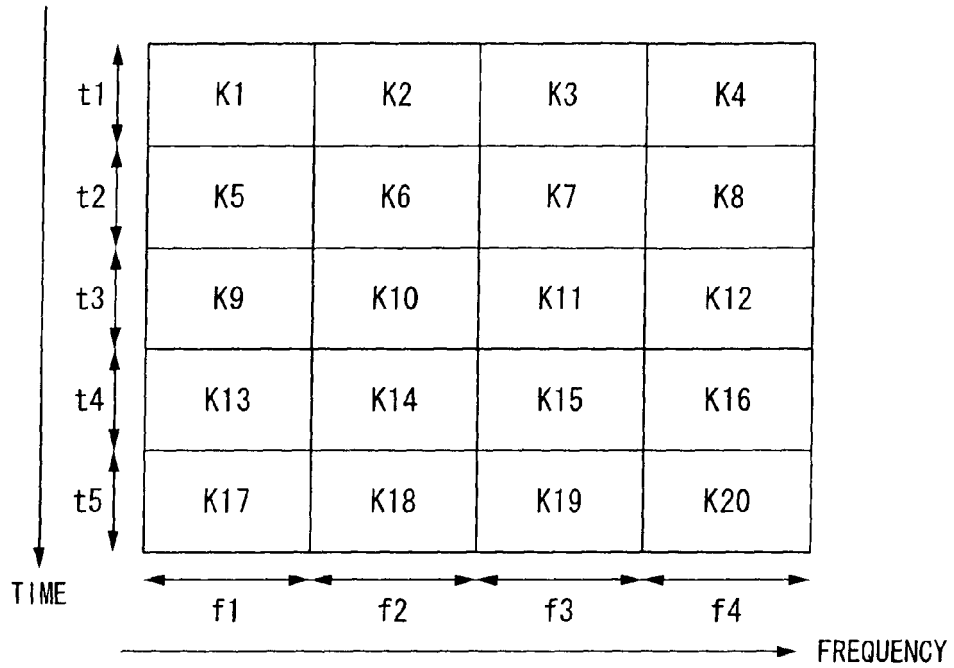 t1 K1 K2 K3 K4
t2 K5 K6 K7 K8
t3 K9 K10 K11 K12
t4 K13 K14 K15 K16
t5 K17 K18 K19 K20
TIME
f1 f2 f3 f4
FREQUENCY